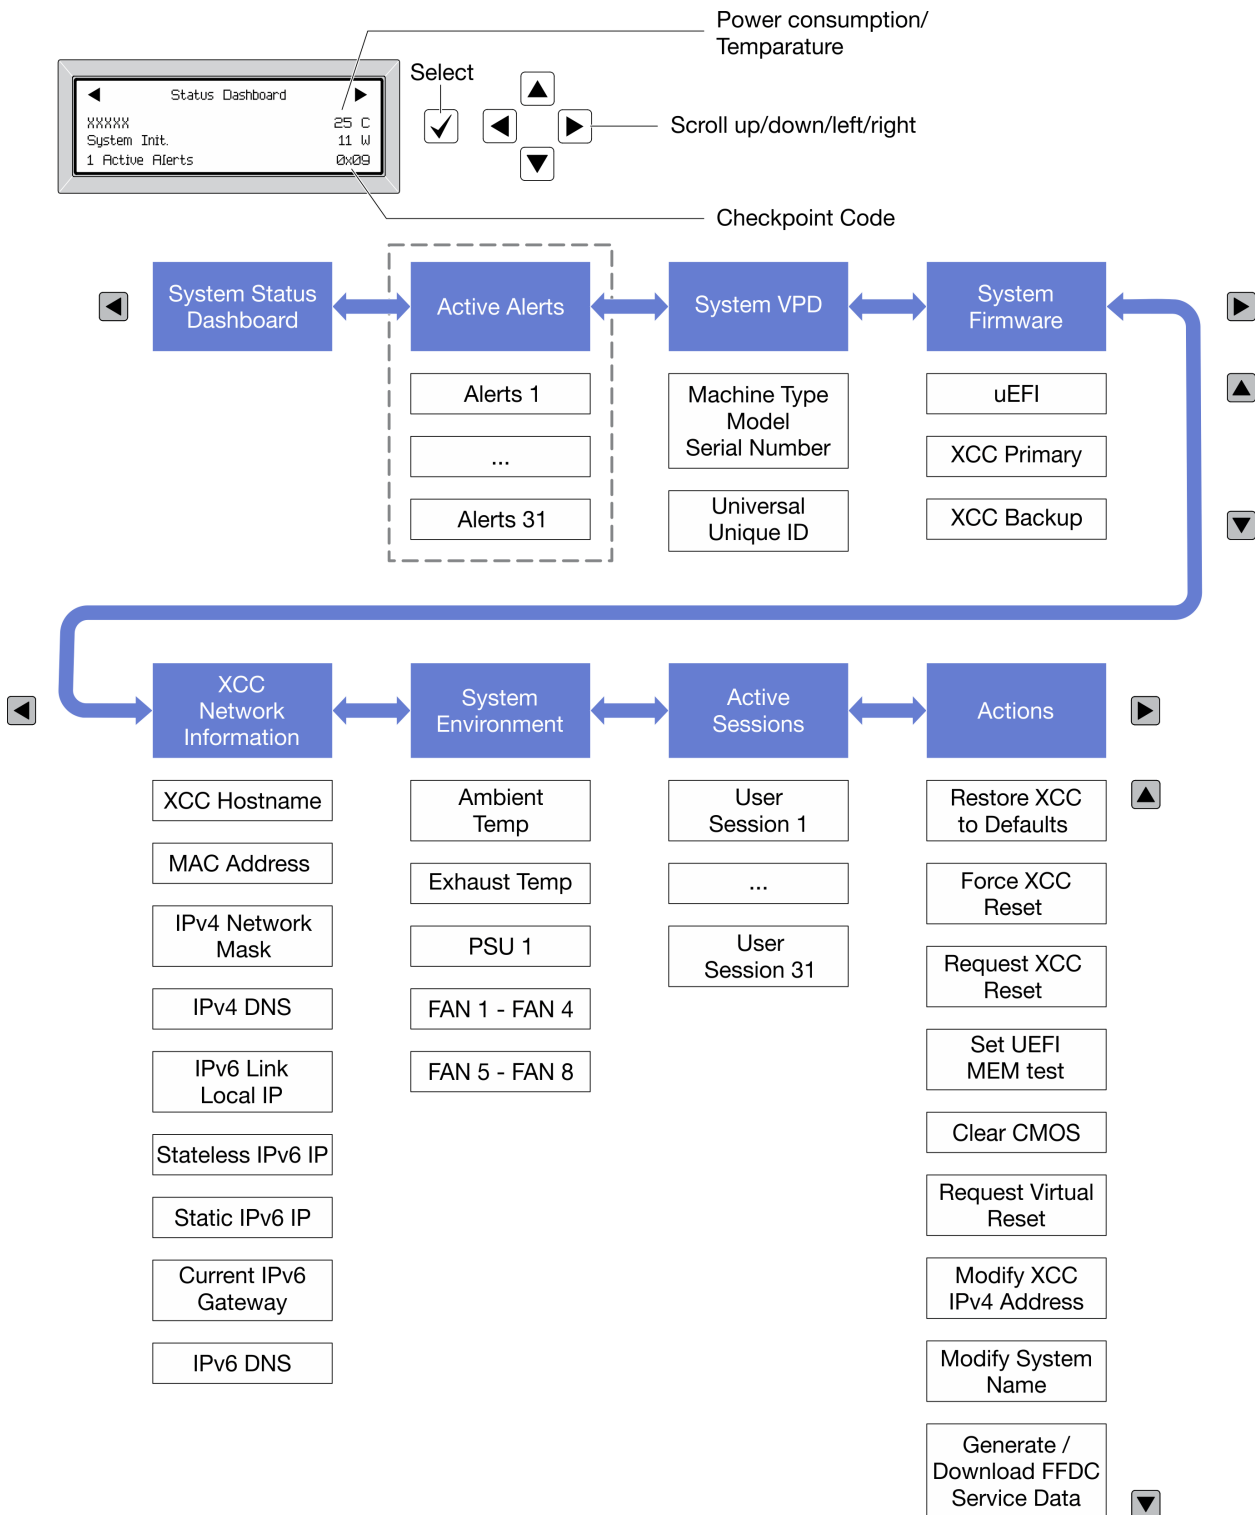 Power consumption/
Temparature
Select
Status Dashboard
XXXXX 25 C
System Init. 11 W
1 Active Alerts 0x09
Scroll up/down/left/right
Checkpoint Code
System Status
Dashboard
Active Alerts
System VPD
System
Firmware
Alerts 1
...
Alerts 31
Machine Type
Model
Serial Number
Universal
Unique ID
uEFI
XCC Primary
XCC Backup
XCC
Network
Information
System
Environment
Active
Sessions
Actions
XCC Hostname
MAC Address
IPv4 Network
Mask
IPv4 DNS
IPv6 Link
Local IP
Stateless IPv6 IP
Static IPv6 IP
Current IPv6
Gateway
IPv6 DNS
Ambient
Temp
Exhaust Temp
PSU 1
FAN 1 - FAN 4
FAN 5 - FAN 8
User
Session 1
...
User
Session 31
Restore XCC
to Defaults
Force XCC
Reset
Request XCC
Reset
Set UEFI
MEM test
Clear CMOS
Request Virtual
Reset
Modify XCC
IPv4 Address
Modify System
Name
Generate /
Download FFDC
Service Data